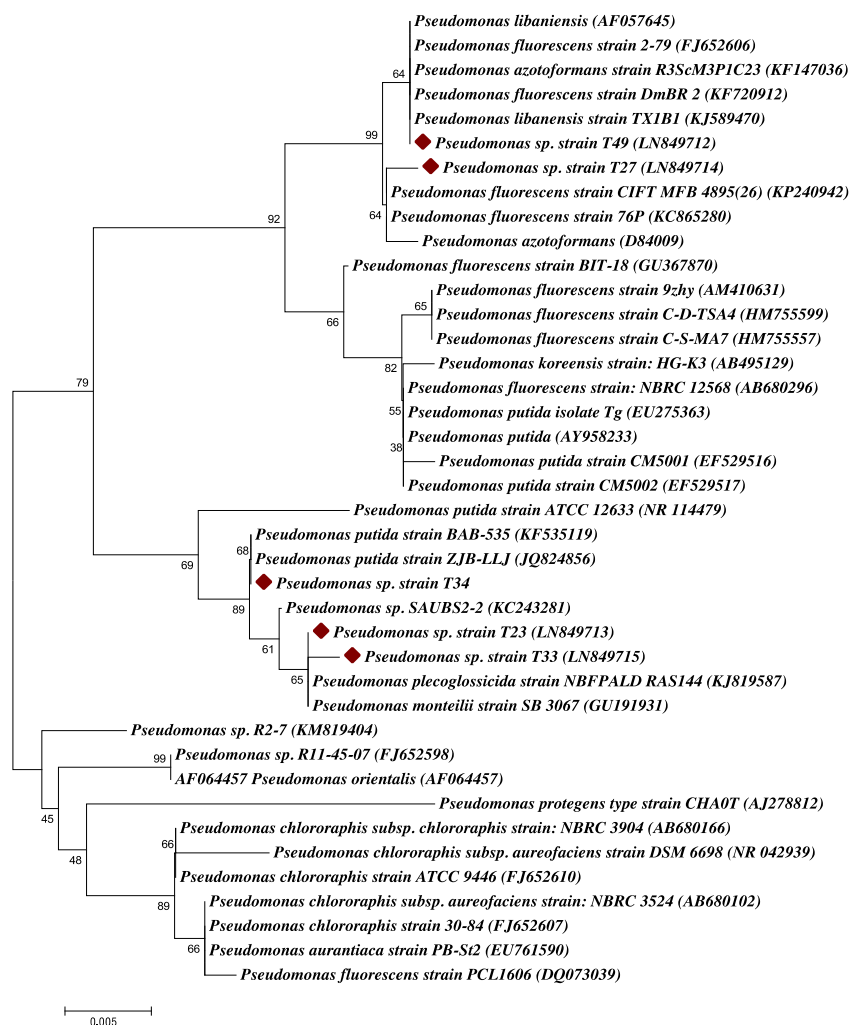 Pseudomonas libaniensis (AF057645)
Pseudomonas fluorescens strain 2-79 (FJ652606)
64
Pseudomonas azotoformans strain R3ScM3P1C23 (KF147036)
Pseudomonas fluorescens strain DmBR 2 (KF720912)
Pseudomonas libanensis strain TX1B1 (KJ589470)
99
Pseudomonas sp. strain T49 (LN849712)
Pseudomonas sp. strain T27 (LN849714)
Pseudomonas fluorescens strain CIFT MFB 4895(26) (KP240942)
64
Pseudomonas fluorescens strain 76P (KC865280)
92
Pseudomonas azotoformans (D84009)
Pseudomonas fluorescens strain BIT-18 (GU367870)
Pseudomonas fluorescens strain 9zhy (AM410631)
65
Pseudomonas fluorescens strain C-D-TSA4 (HM755599)
66
Pseudomonas fluorescens strain C-S-MA7 (HM755557)
82
Pseudomonas koreensis strain: HG-K3 (AB495129)
79
Pseudomonas fluorescens strain: NBRC 12568 (AB680296)
55
Pseudomonas putida isolate Tg (EU275363)
Pseudomonas putida (AY958233)
38
Pseudomonas putida strain CM5001 (EF529516)
Pseudomonas putida strain CM5002 (EF529517)
Pseudomonas putida strain ATCC 12633 (NR 114479)
Pseudomonas putida strain BAB-535 (KF535119)
68
Pseudomonas putida strain ZJB-LLJ (JQ824856)
69
Pseudomonas sp. strain T34
89
Pseudomonas sp. SAUBS2-2 (KC243281)
Pseudomonas sp. strain T23 (LN849713)
61
Pseudomonas sp. strain T33 (LN849715)
65
Pseudomonas plecoglossicida strain NBFPALD RAS144 (KJ819587)
Pseudomonas monteilii strain SB 3067 (GU191931)
Pseudomonas sp. R2-7 (KM819404)
99
Pseudomonas sp. R11-45-07 (FJ652598)
AF064457 Pseudomonas orientalis (AF064457)
45
Pseudomonas protegens type strain CHA0T (AJ278812)
Pseudomonas chlororaphis subsp. chlororaphis strain: NBRC 3904 (AB680166)
66
48
Pseudomonas chlororaphis subsp. aureofaciens strain DSM 6698 (NR 042939)
Pseudomonas chlororaphis strain ATCC 9446 (FJ652610)
89
Pseudomonas chlororaphis subsp. aureofaciens strain: NBRC 3524 (AB680102)
Pseudomonas chlororaphis strain 30-84 (FJ652607)
66
Pseudomonas aurantiaca strain PB-St2 (EU761590)
Pseudomonas fluorescens strain PCL1606 (DQ073039)
0.005